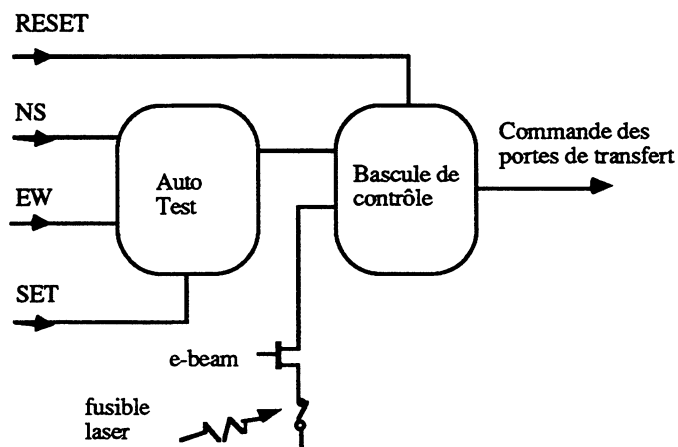 RESET
NS
EW
SET
Auto
Test
Bascule de
contrôle
Commande des
portes de transfert
e-beam
fusible
laser